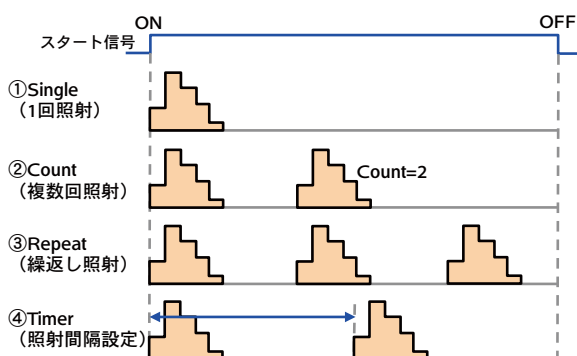 ON
OFF
スタート信号
①Single
（1回照射）
②Count
（複数回照射）
Count=2
③Repeat
（繰返し照射）
④Timer
（照射間隔設定）